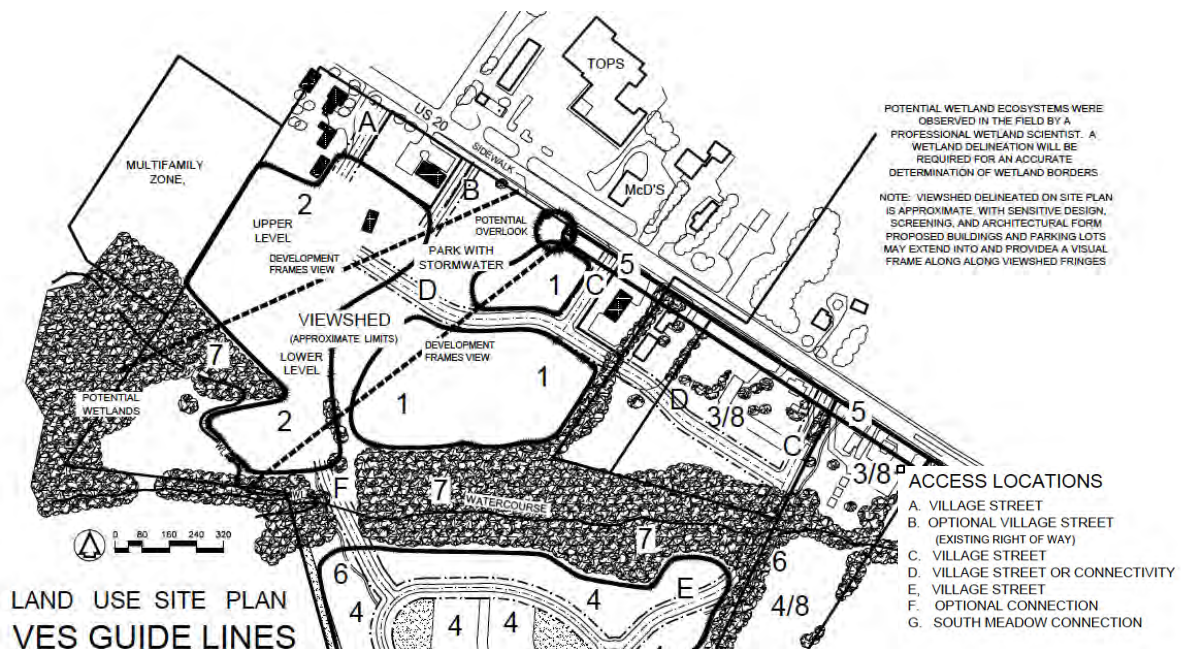 TOPS
US 20
A
SIDEWALK
MULTIFAMILY
ZONE,
B
McD'S
POTENTIAL WETLAND ECOSYSTEMS WERE
OBSERVED IN THE FIELD BY A
PROFESSIONAL WETLAND SCIENTIST. A
WETLAND DELINEATION WILL BE
REQUIRED FOR AN ACCURATE
DETERMINATION OF WETLAND BORDERS
NOTE: VIEWSHED DELINEATED ON SITE PLAN
IS APPROXIMATE. WITH SENSITIVE DESIGN,
SCREENING, AND ARCHITECTURAL FORM
PROPOSED BUILDINGS AND PARKING LOTS
MAY EXTEND INTO AND PROVIDEA A VISUAL
FRAME ALONG ALONG VIEWSHED FRINGES
2
UPPER
LEVEL
POTENTIAL
OVERLOOK
DEVELOPMENT
FRAMES VIEW
PARK WITH
STORMWATER
5
D
1
C
VIEWSHED
(APPROXIMATE LIMITS)
DEVELOPMENT
FRAMES VIEW
7
LOWER
LEVEL
1
1
D
3/8
5
POTENTIAL
WETLANDS
2
C
3/8
F
7
WATERCOURSE
7
0 80 160 240 320
6
4
4
4
4
E
6
4/8
LAND USE SITE PLAN
VES GUIDE LINES
ACCESS LOCATIONS
A. VILLAGE STREET
B. OPTIONAL VILLAGE STREET
(EXISTING RIGHT OF WAY)
C. VILLAGE STREET
D. VILLAGE STREET OR CONNECTIVITY
E, VILLAGE STREET
F. OPTIONAL CONNECTION
G. SOUTH MEADOW CONNECTION